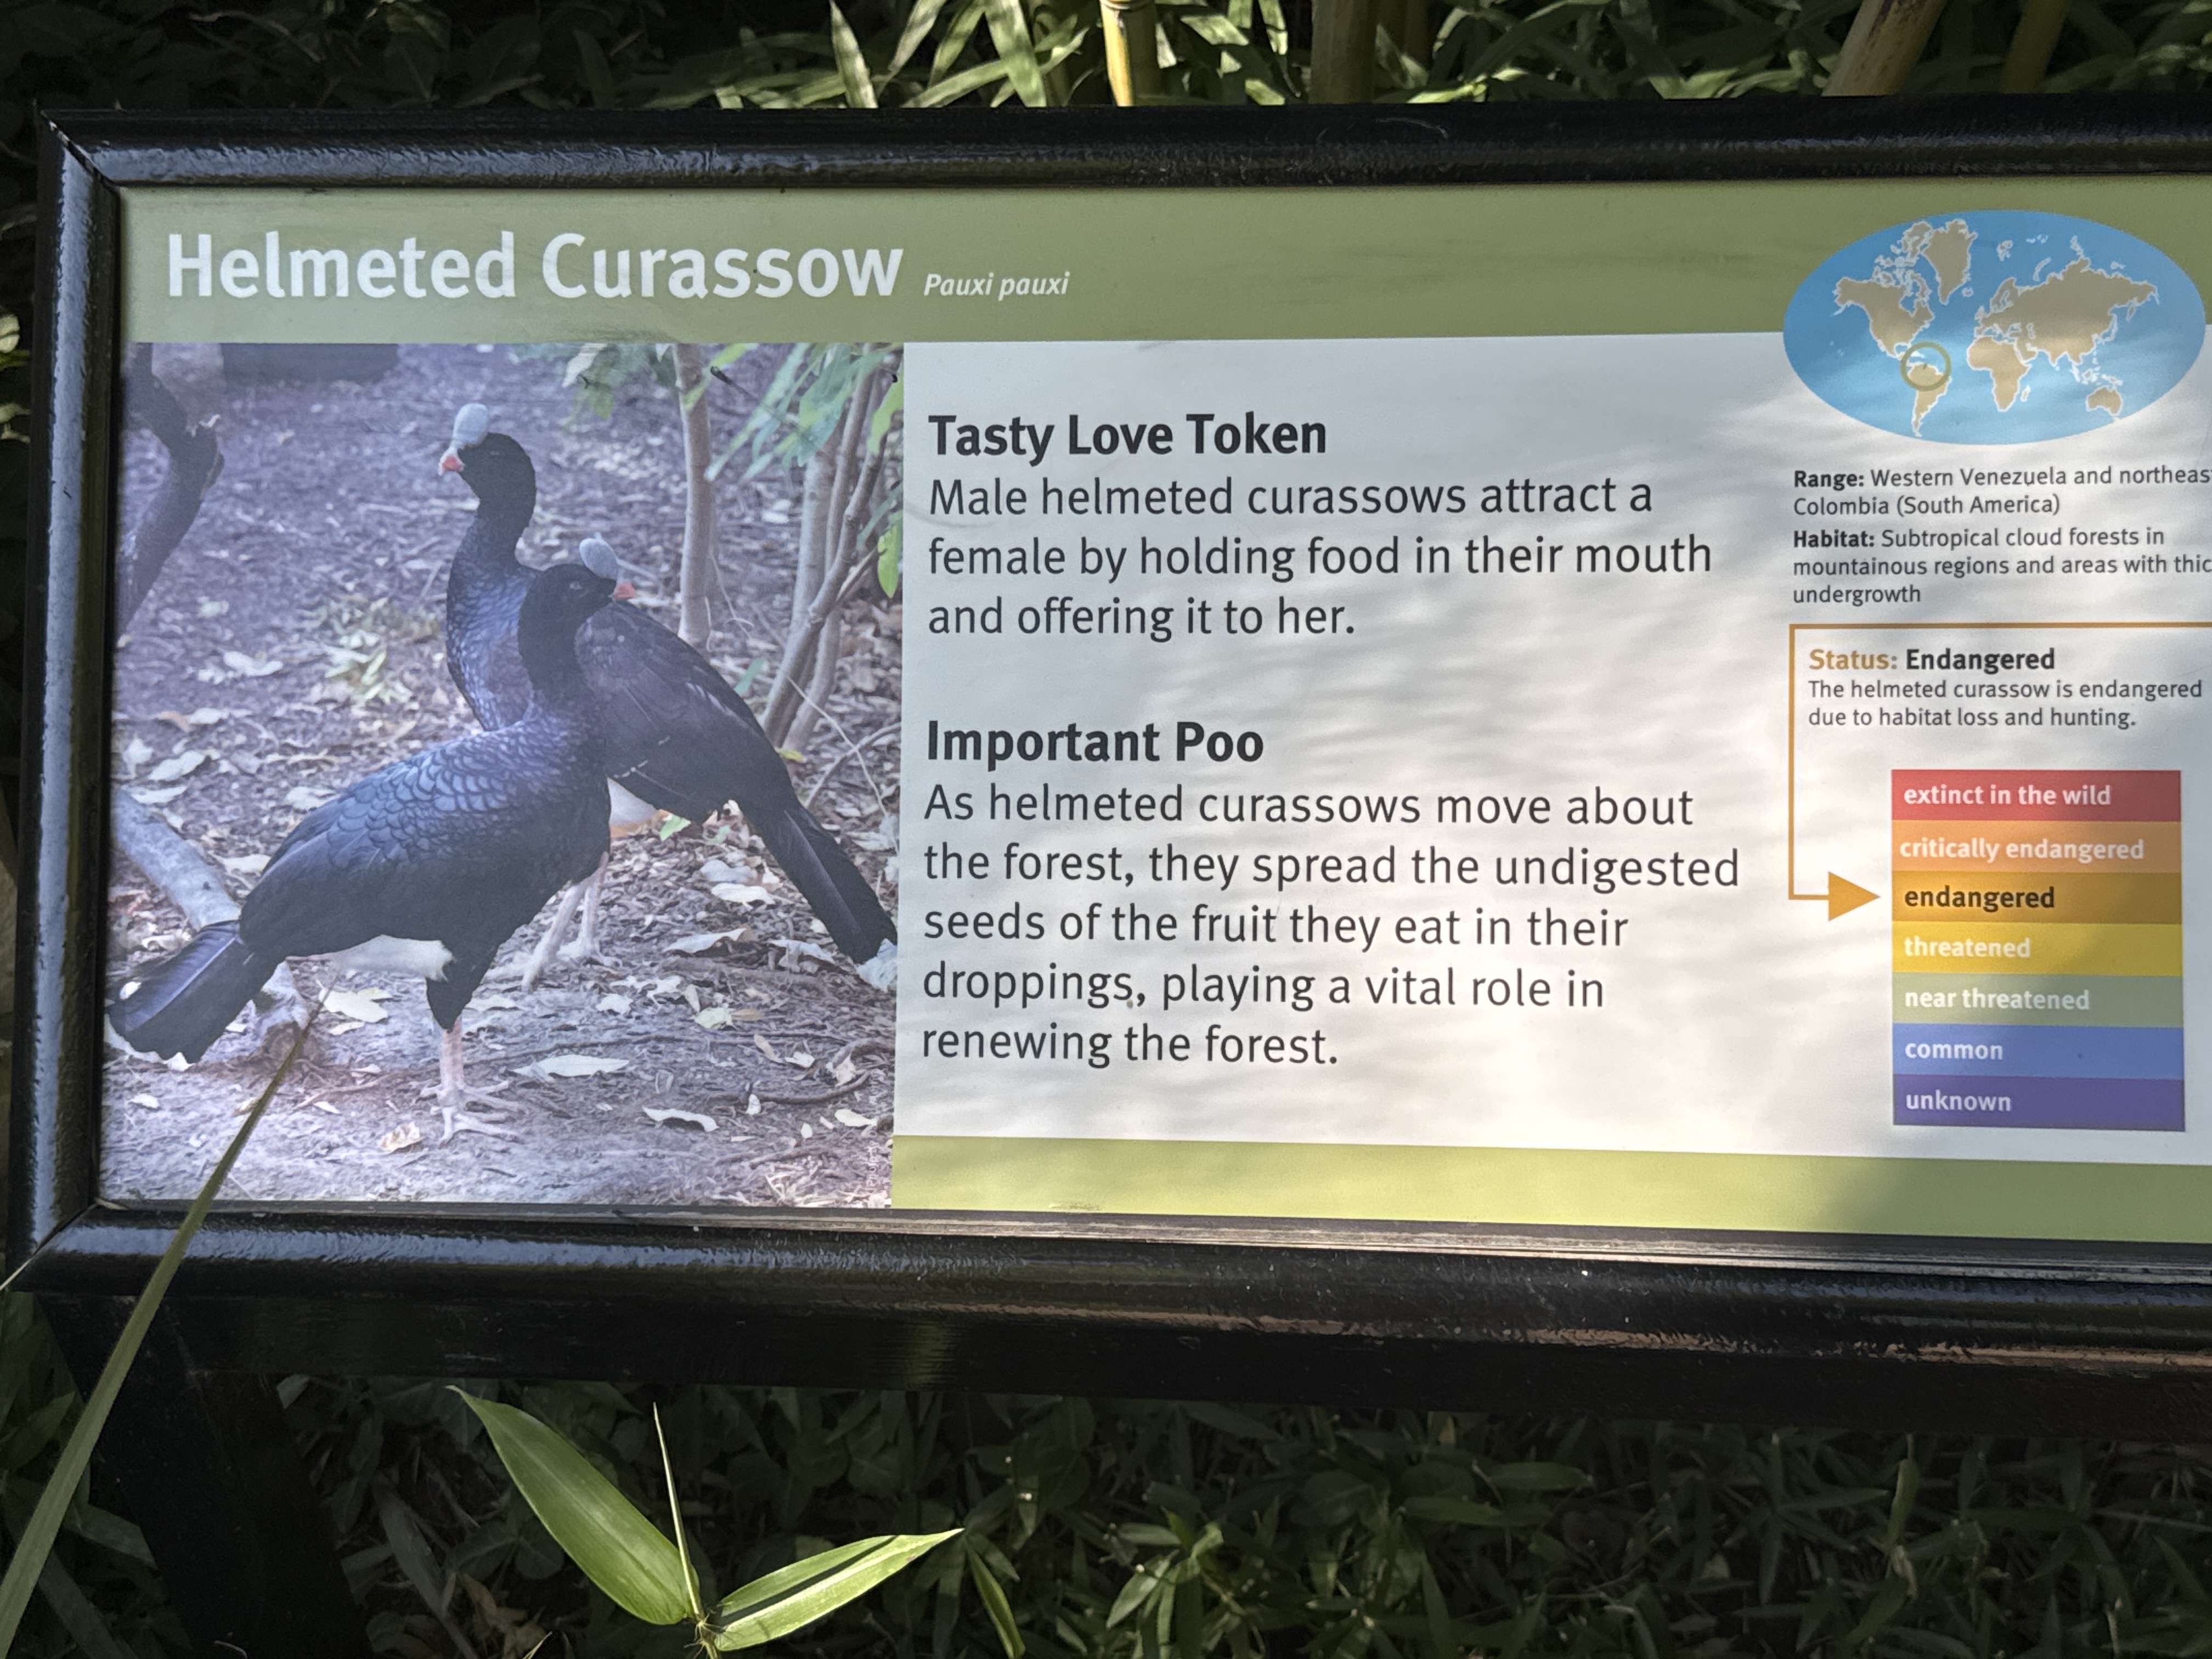 Helmeted Curassow Pauxi pauxi
Tasty Love Token
Male helmeted curassows attract a
female by holding food in their mouth
and offering it to her.
Important Poo
As helmeted curassows move about
the forest, they spread the undigested
seeds of the fruit they eat in their
droppings, playing a vital role in
renewing the forest.
Range: Western Venezuela and
Colombia (South America)
Habitat: Subtropical cloud forests in
mountainous regions and areas with
undergrowth
Status: Endangered
The helmeted curassow is endangered
due to habitat loss and hunting.
extinct in the wild
critically endangered
endangered
threatened
near threatened
common
unknown